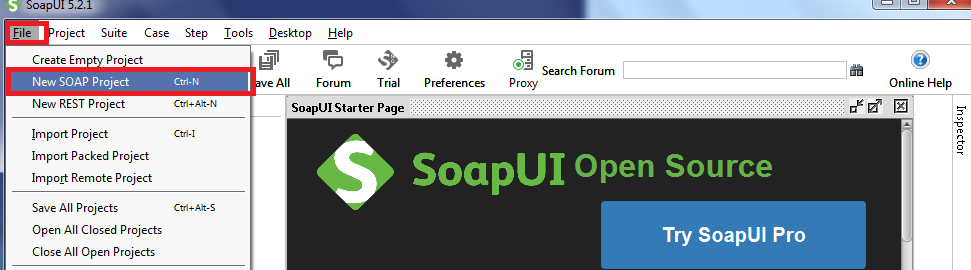 SoapUI 5.2.1
File Project Suite Case Step Tools Desktop Help
Create Empty Project
New SOAP Project Ctrl-N
New REST Project Ctrl+Alt-N
Import Project Ctrl-I
Import Packed Project
Import Remote Project
Save All Projects Ctrl+Alt-S
Open All Closed Projects
Close All Open Projects
ave All Forum Trial Preferences Proxy Search Forum Online Help
SoapUI Starter Page
Inspector
S SoapUI Open Source
Try SoapUI Pro